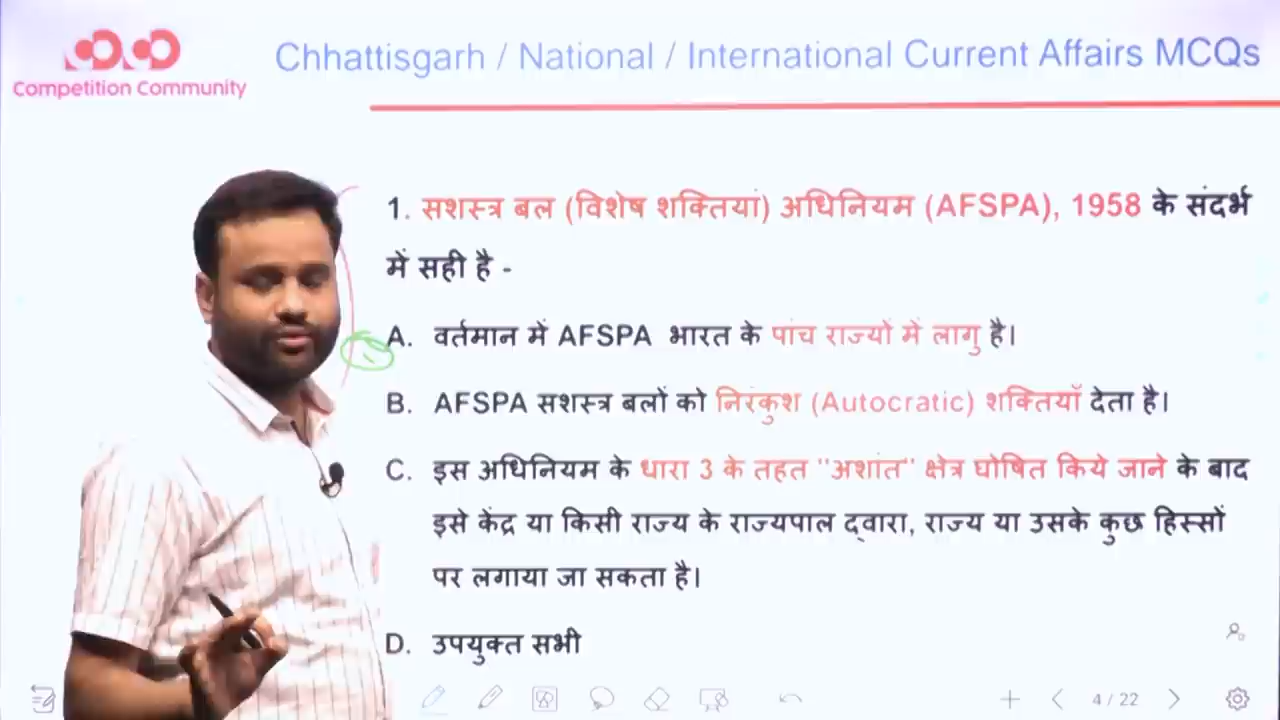 Competition Community
Chhattisgarh / National / International Current Affairs MCQs
1. सशस्त्र बल (विशेष शक्तियां) अधिनियम (AFSPA), 1958 के संदर्भ
में सही है -
A. वर्तमान में AFSPA भारत के पांच राज्यों में लागु है।
B. AFSPA सशस्त्र बलों को निरंकुश (Autocratic) शक्तियाँ देता है।
C. इस अधिनियम के धारा 3 के तहत "अशांत" क्षेत्र घोषित किये जाने के बाद
इसे केंद्र या किसी राज्य के राज्यपाल द्वारा, राज्य या उसके कुछ हिस्सों
पर लगाया जा सकता है।
D. उपयुक्त सभी
4 / 22